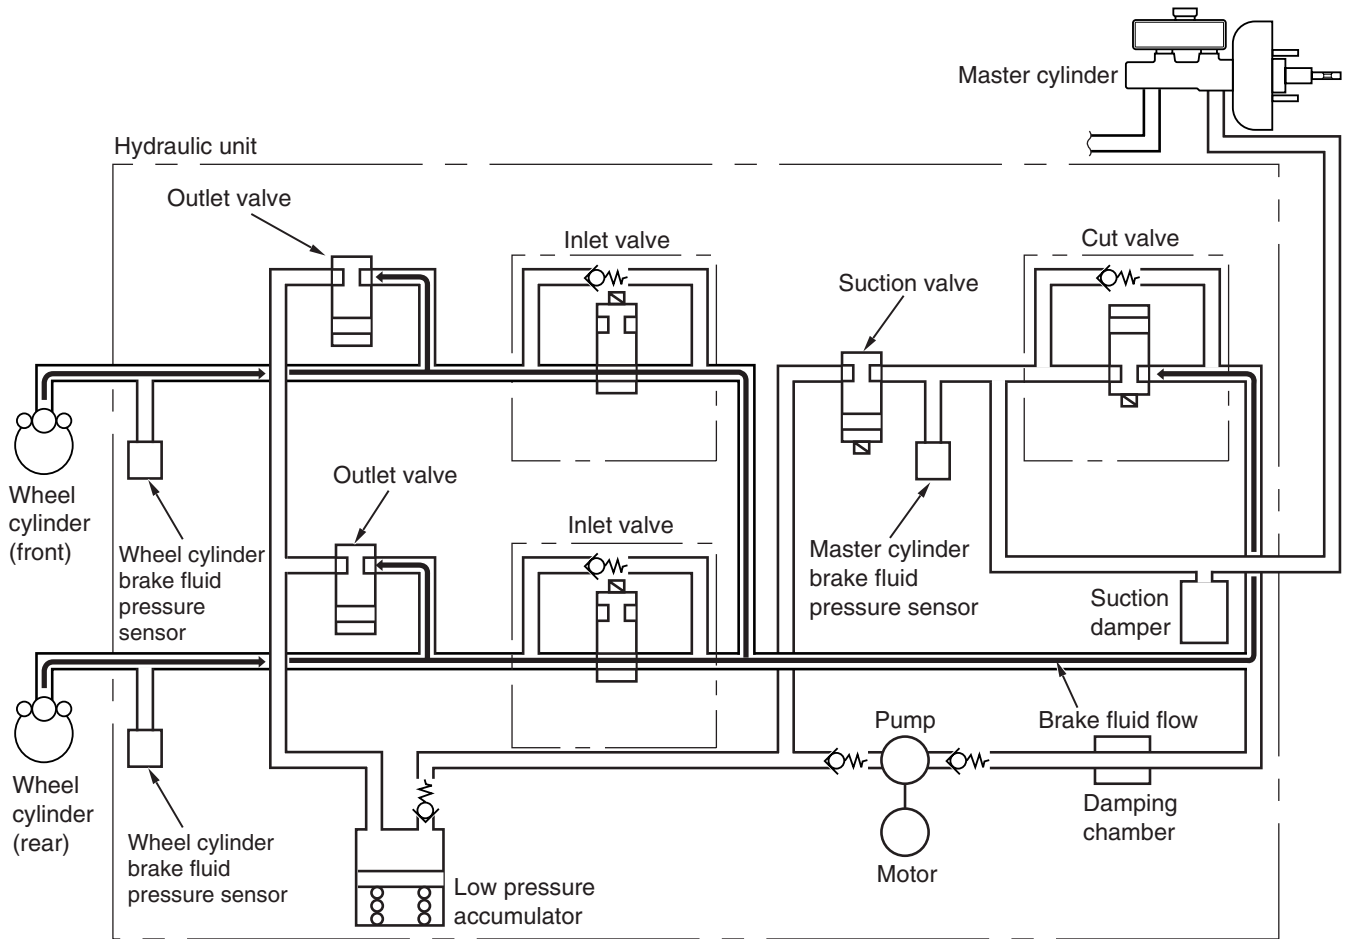 Master cylinder
Hydraulic unit
Outlet valve
Inlet valve
Cut valve
Suction valve
Wheel
cylinder
(front)
Wheel cylinder
brake fluid
pressure
sensor
Outlet valve
Inlet valve
Master cylinder
brake fluid
pressure sensor
Suction
damper
Pump
Brake fluid flow
Wheel
cylinder
(rear)
Wheel cylinder
brake fluid
pressure sensor
Low pressure
accumulator
Motor
Damping
chamber